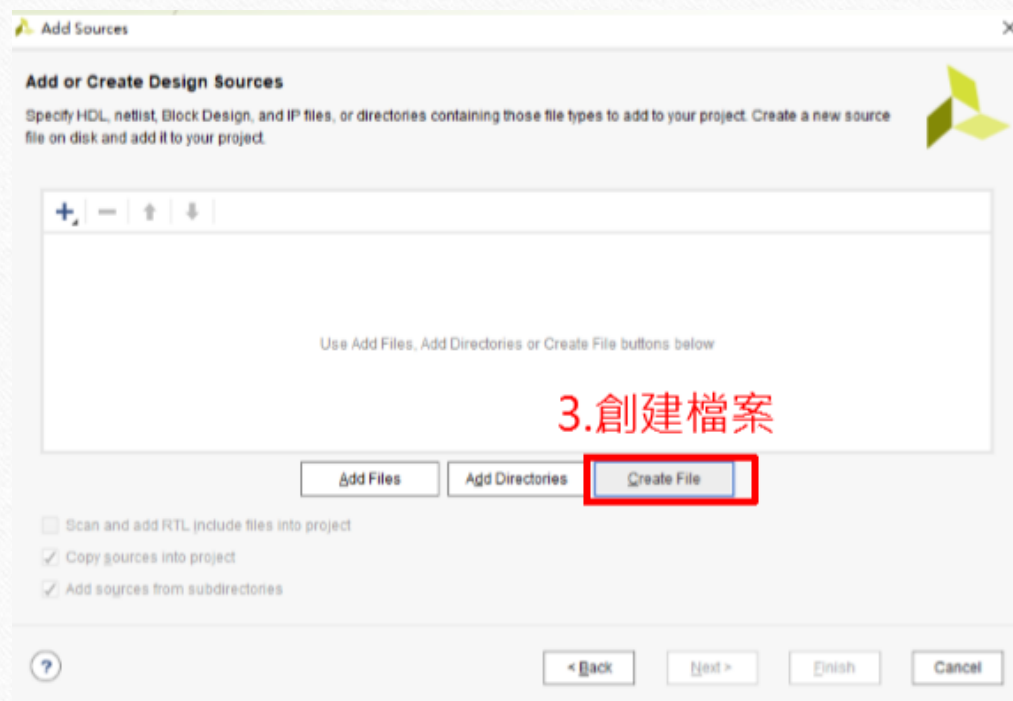 Add Sources
Add or Create Design Sources
Specify HDL, netlist, Block Design, and IP files, or directories containing those file types to add to your project. Create a new source
file on disk and add it to your project.
Use Add Files, Add Directories or Create File buttons below
3.創建檔案
Add Files
Add Directories
Create File
Scan and add RTL include files into project
Copy sources into project
Add sources from subdirectories
?
< Back
Next >
Finish
Cancel